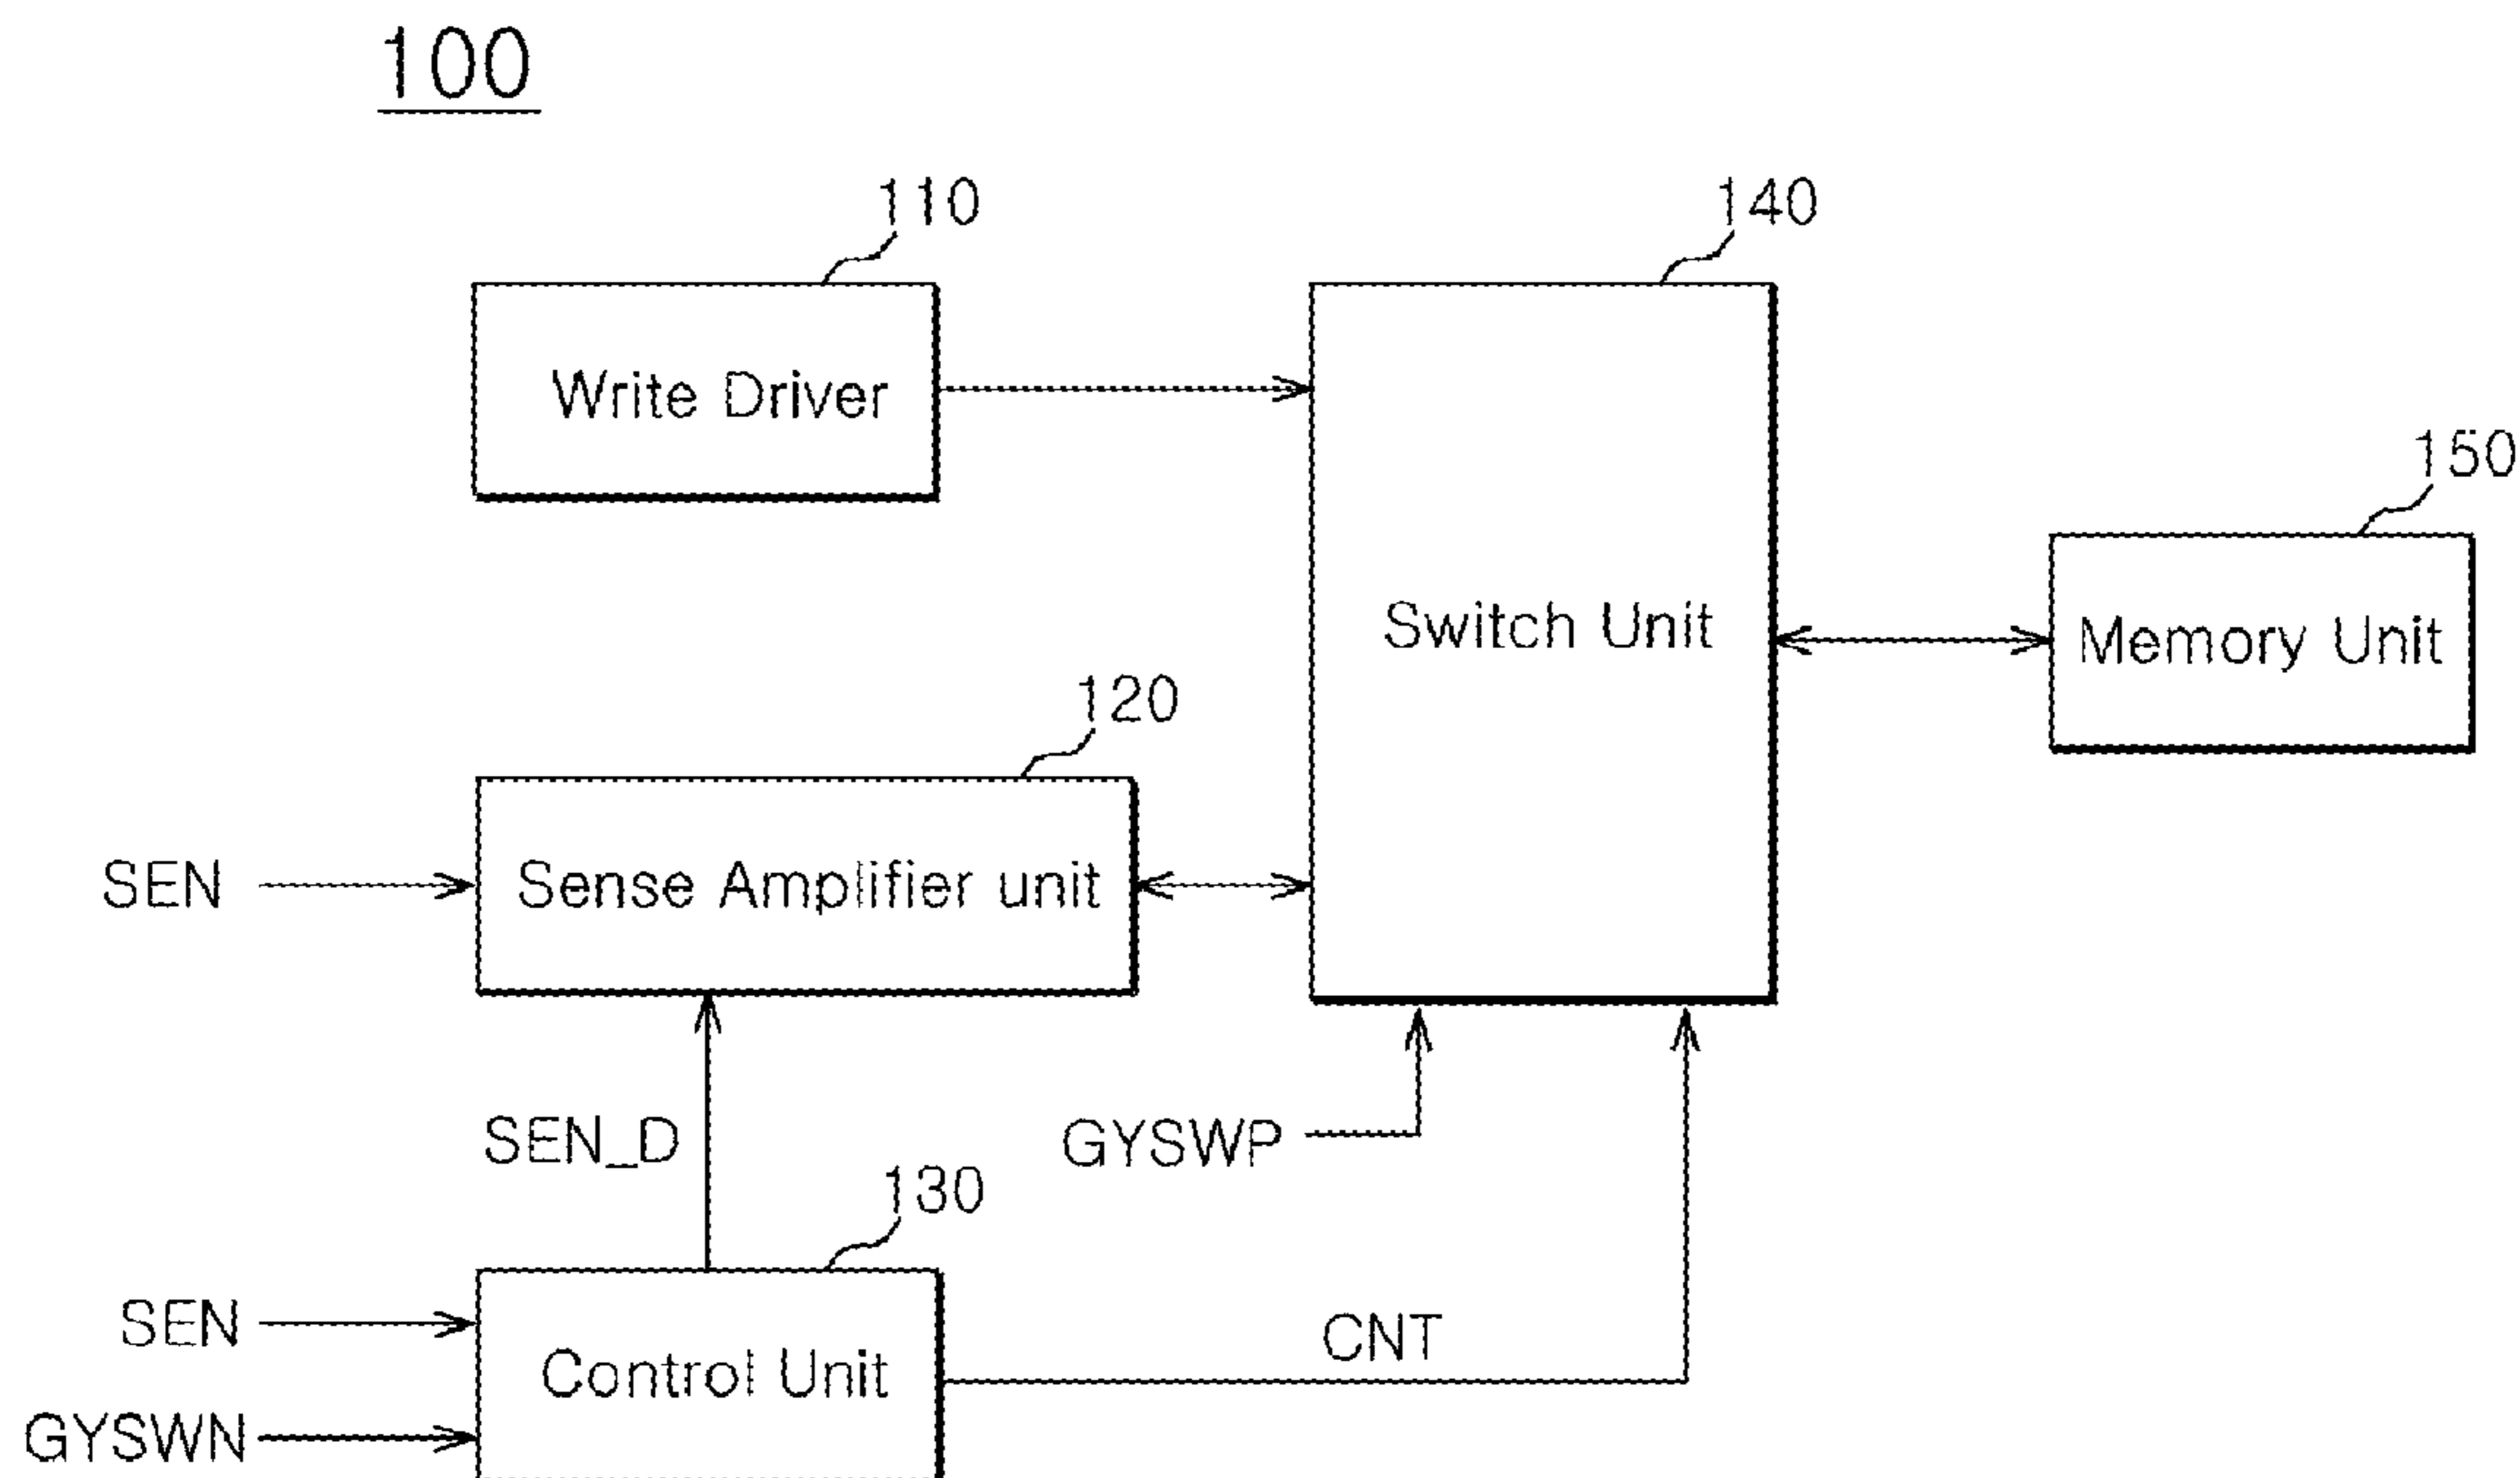 100
110
140
Write Driver
150
Switch Unit
Memory Unit
120
SEN
Sense Amplifier unit
SEN_D
GYSWP
130
SEN
CNT
Control Unit
GYSWN